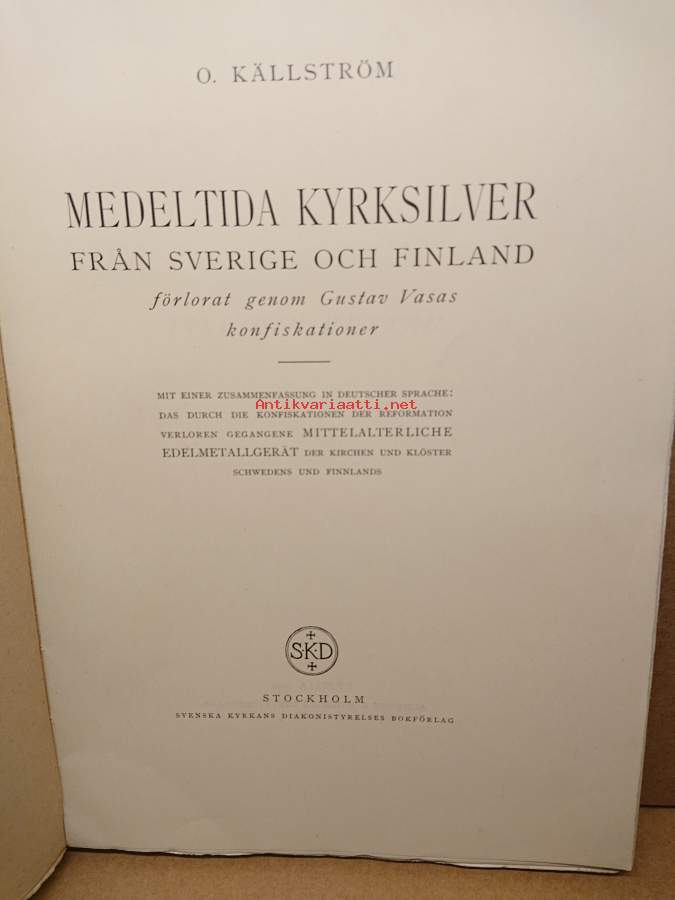 O. KÄLLSTRÖM
MEDELTIDA KYRKSILVER
FRÅN SVERIGE OCH FINLAND
förlorat genom Gustav Vasas
konfiskationer
MIT EINER ZUSAMMENFASSUNG IN DEUTSCHER SPRACHE:
Antikvariaatti.net
DAS DURCH DIE KONFISKATIONEN DER REFORMATION
VERLOREN GEGANGENE MITTELALTERLICHE
EDELMETALLGERÄT DER KIRCHEN UND KLÖSTER
SCHWEDENS UND FINNLANDS
S·K·D
STOCKHOLM
SVENSKA KYRKANS DIAKONISTYRELSES BOKFÖRLAG